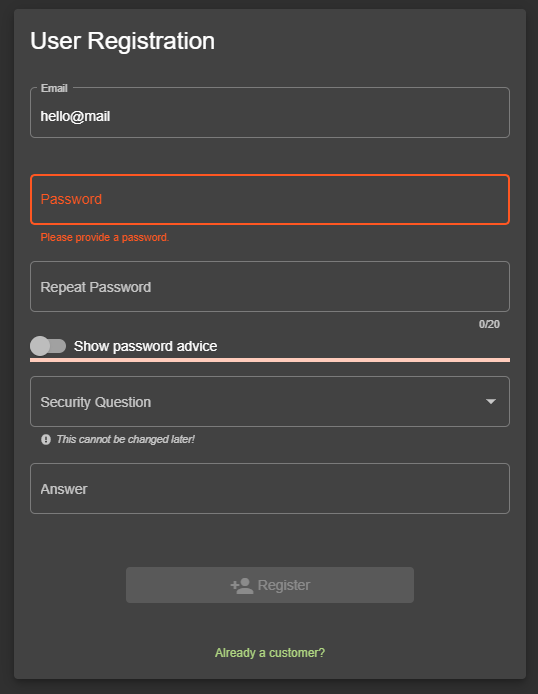 User Registration
Email
hello@mail
Password
Please provide a password.
Repeat Password
0/20
Show password advice
Security Question
This cannot be changed later!
Answer
Register
Already a customer?